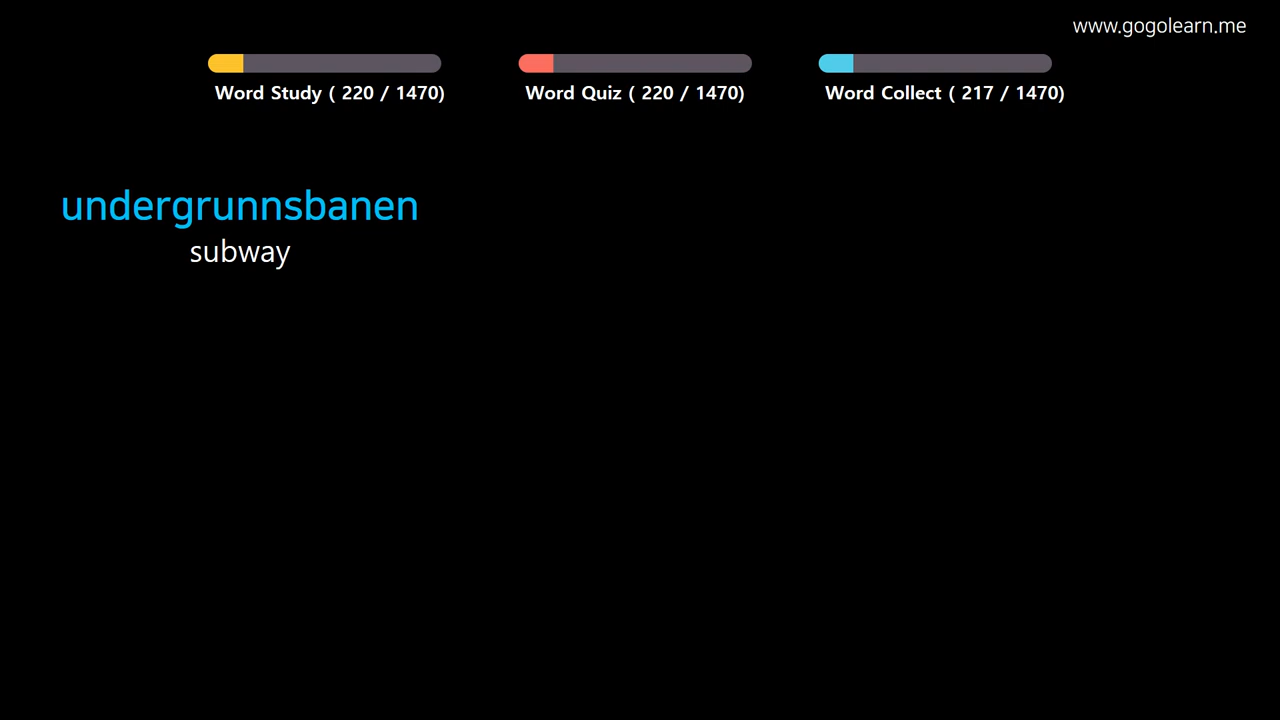 www.gogolearn.me
Word Study ( 220 / 1470)
Word Quiz ( 220 / 1470)
Word Collect ( 217 / 1470)
undergrunnsbanen
subway